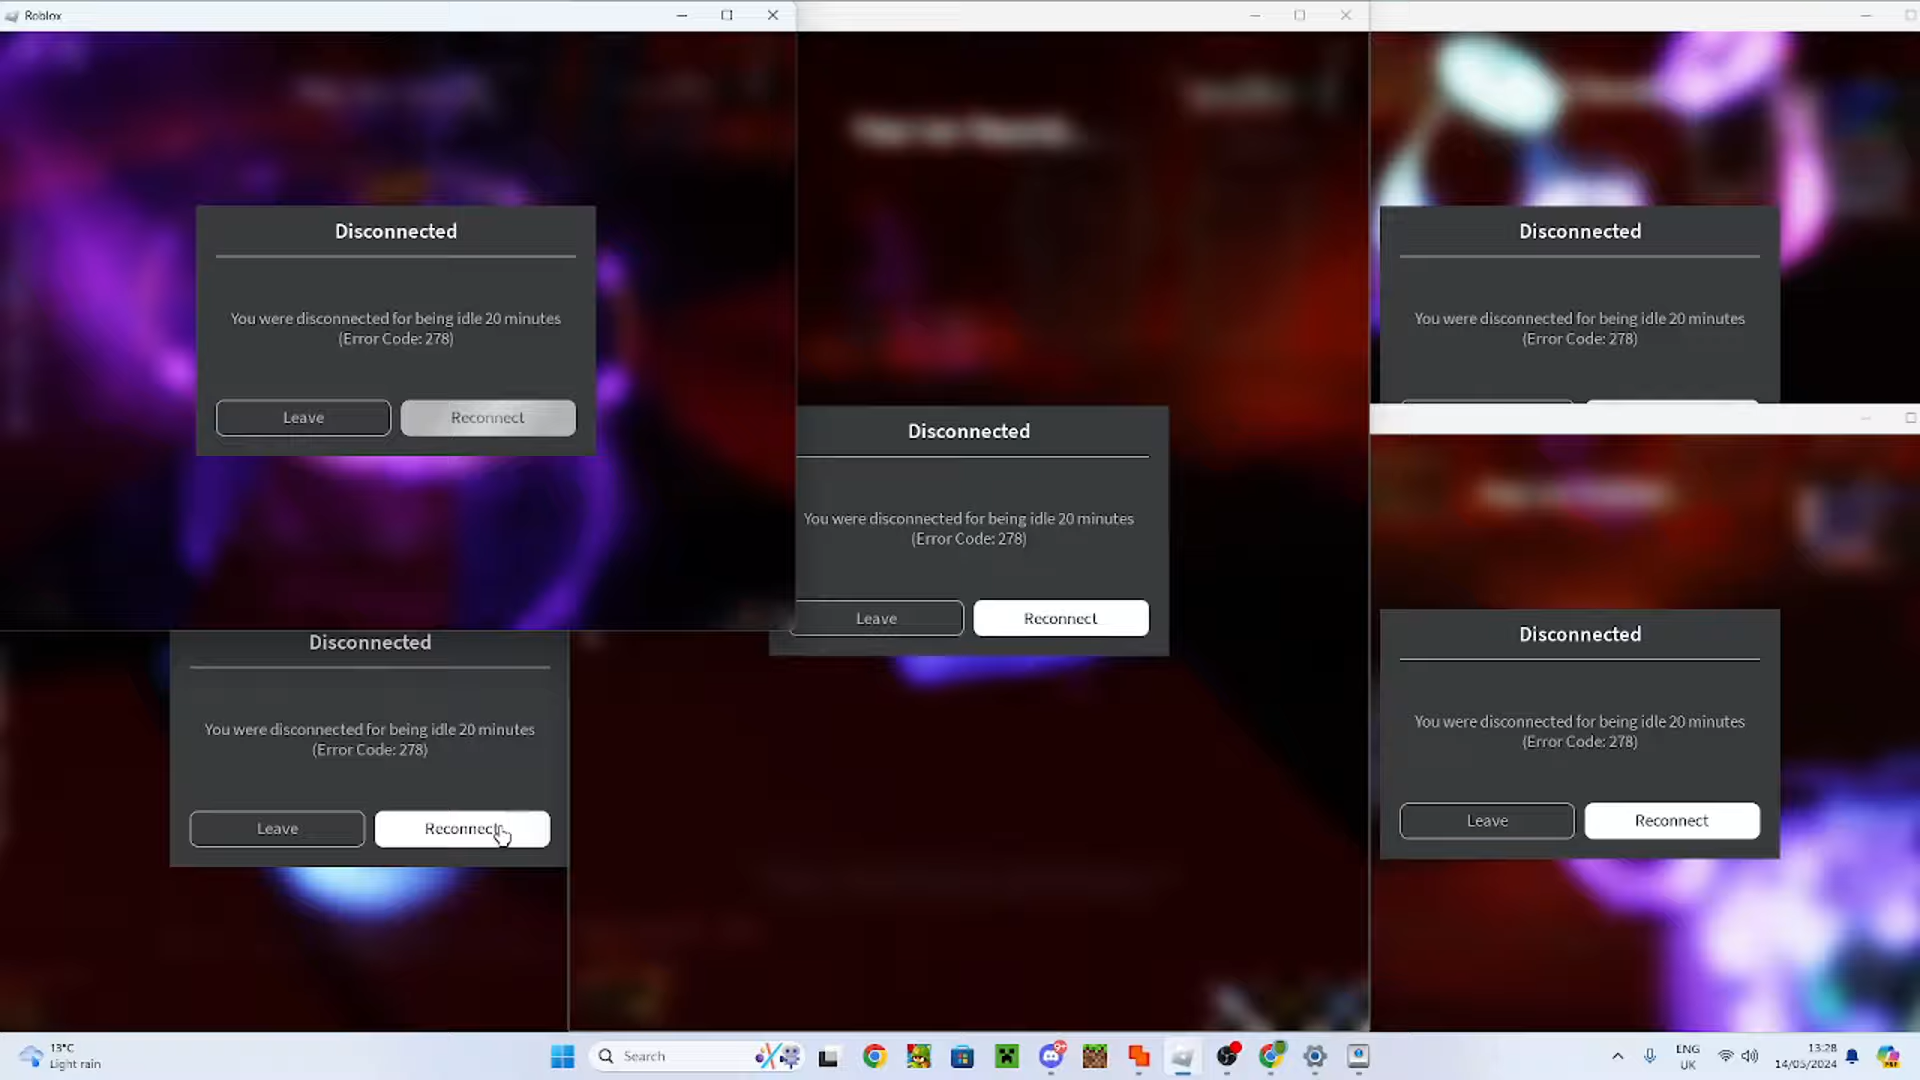 Roblox
Disconnected
You were disconnected for being idle 20 minutes
(Error Code: 278)
Leave
Reconnect
Disconnected
You were disconnected for being idle 20 minutes
(Error Code: 278)
Disconnected
You were disconnected for being idle 20 minutes
(Error Code: 278)
Leave
Reconnect
Disconnected
You were disconnected for being idle 20 minutes
(Error Code: 278)
Leave
Reconnect
Disconnected
You were disconnected for being idle 20 minutes
(Error Code: 278)
Leave
Reconnect
13°C
Light rain
Search
ENG
UK
13:28
14/05/2024